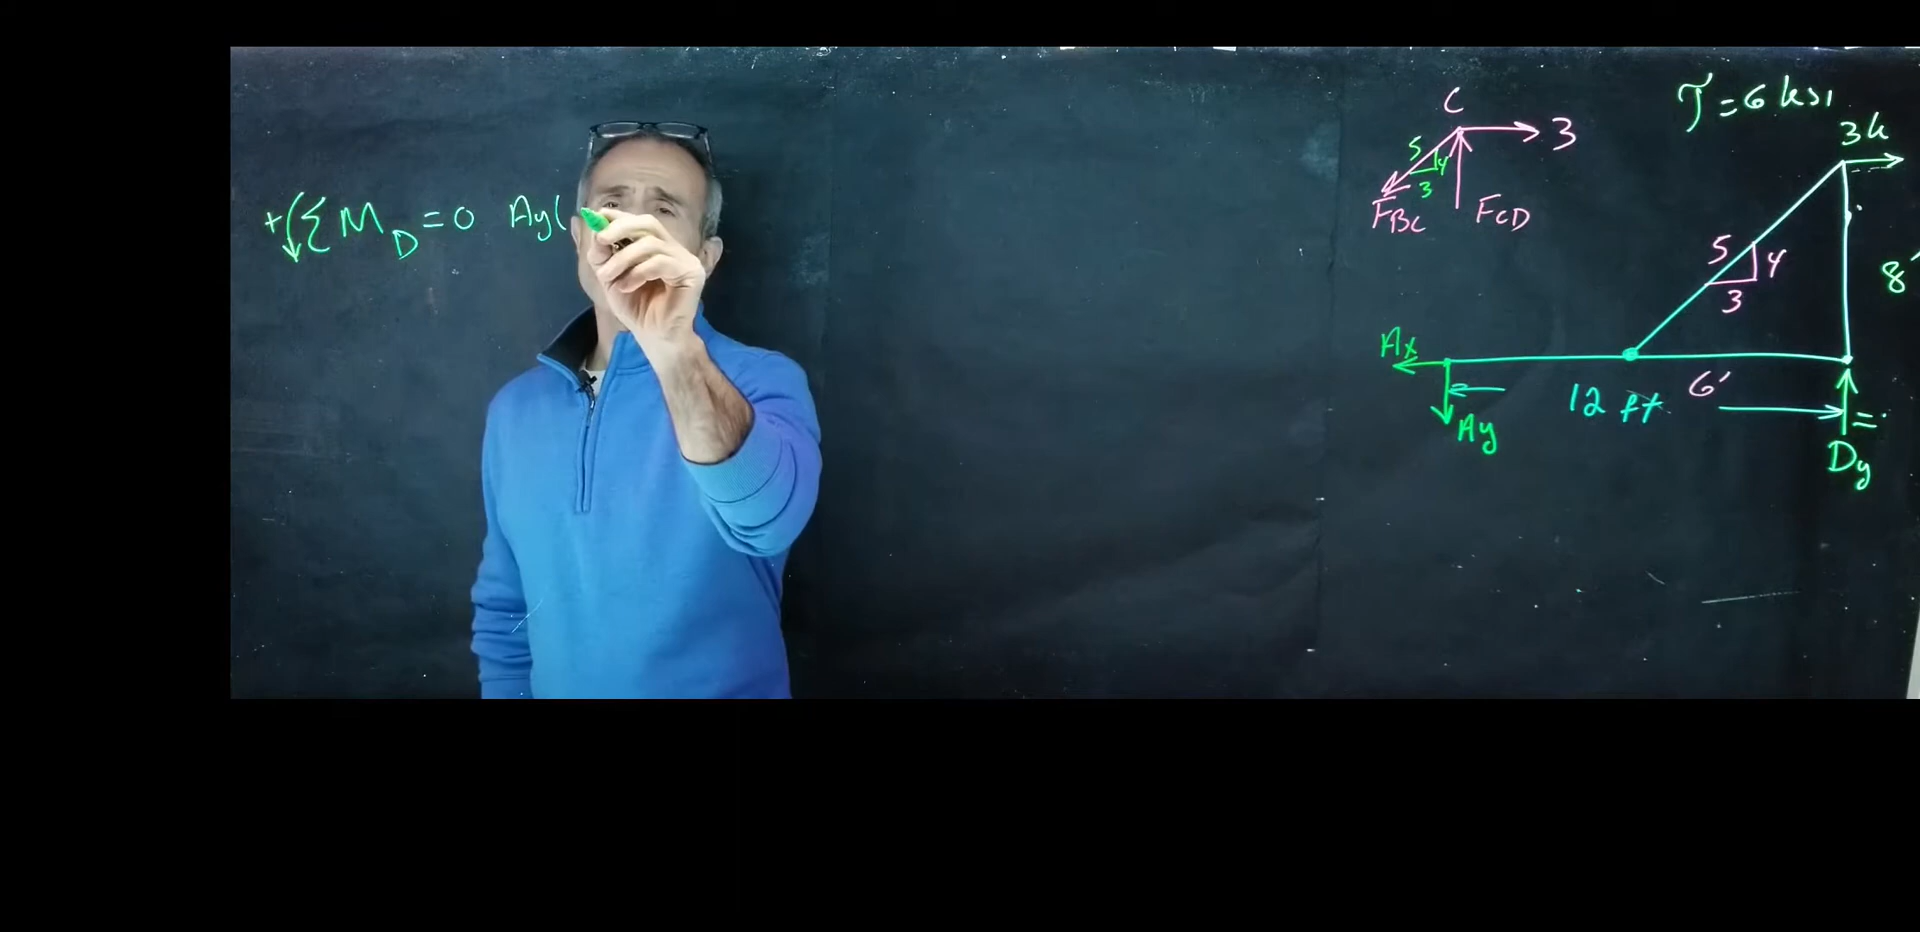 + Σ M_D = 0 Ay(
C
3
5
4
3
F_BC
F_CD
τ = 6 ksi
3k
5
4
3
8'
Ax
Ay
12 ft
6'
=
Dy